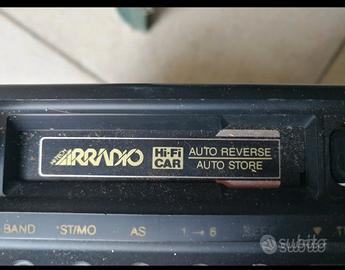 ARRADIO
Hi-Fi
CAR
AUTO REVERSE
AUTO STORE
BAND
ST/MO
AS
1→6
subito